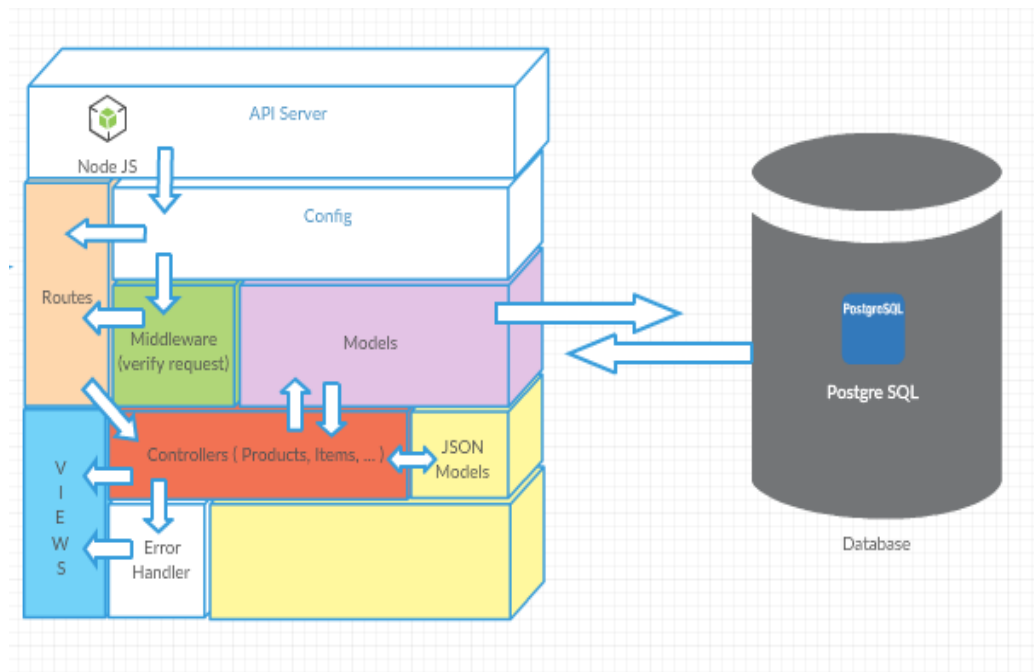 API Server
Node JS
Config
Routes
Middleware
(verify request)
Models
PostgreSQL
Postgre SQL
Controllers ( Products, Items, ... )
JSON
Models
V
I
E
W
S
Error
Handler
Database